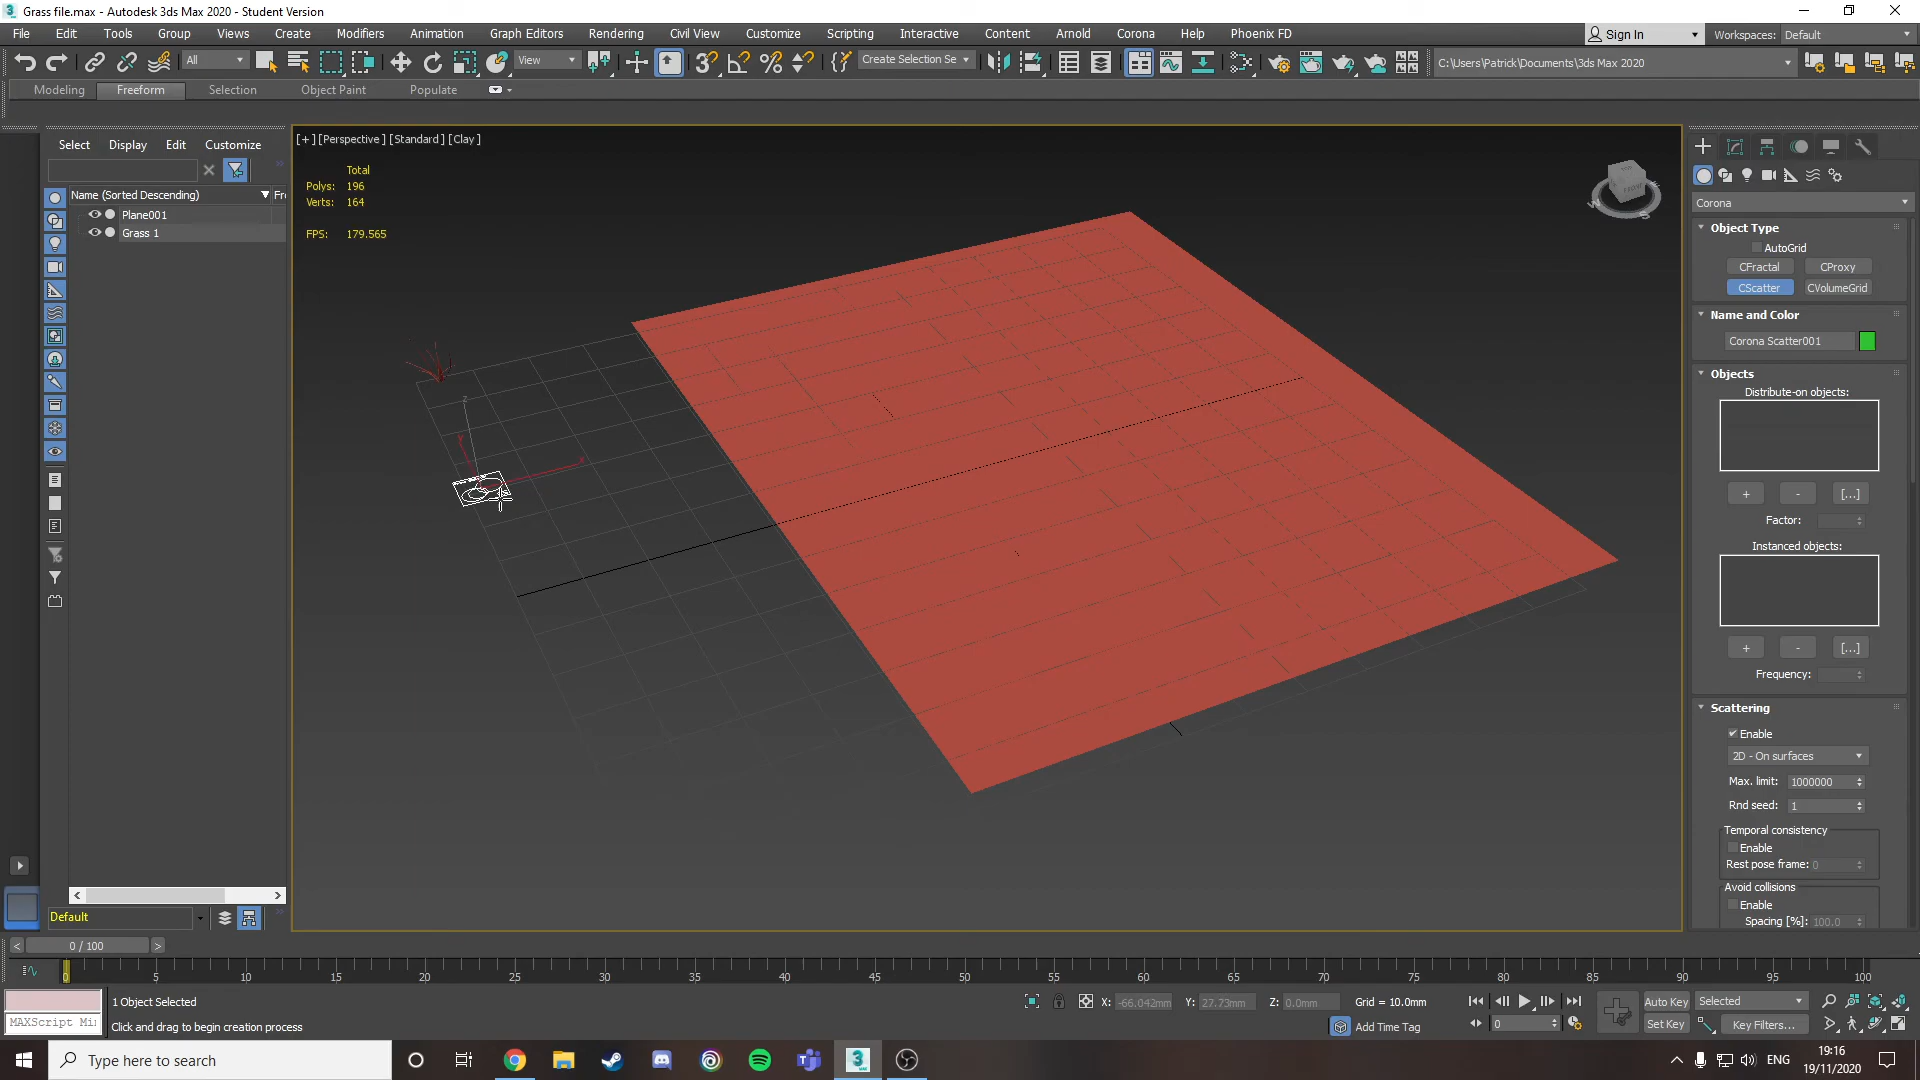 Grass file.max - Autodesk 3ds Max 2020 - Student Version
File Edit Tools Group Views Create Modifiers Animation Graph Editors Rendering Civil View Customize Scripting Interactive Content Arnold Corona Help Phoenix FD
Sign In Workspaces: Default
All View Create Selection Se C:\Users\Patrick\Documents\3ds Max 2020
Modeling Freeform Selection Object Paint Populate
Select Display Edit Customize
Name (Sorted Descending) Fr
Plane001
Grass 1
[+] [Perspective] [Standard] [Clay]
Total
Polys: 196
Verts: 164
FPS: 179.565
Z
Y
X
TOP
FRONT
W
S
Corona
Object Type
AutoGrid
CFractal CProxy
CScatter CVolumeGrid
Name and Color
Corona Scatter001
Objects
Distribute-on objects:
+ - [...]
Factor:
Instanced objects:
+ - [...]
Frequency:
Scattering
Enable
2D - On surfaces
Max. limit: 1000000
Rnd seed: 1
Temporal consistency
Enable
Rest pose frame: 0
Avoid collisions
Enable
Spacing [%]: 100.0
Default
< 0 / 100 >
0 5 10 15 20 25 30 35 40 45 50 55 60 65 70 75 80 85 90 95 100
1 Object Selected
X: -66.042mm Y: 27.73mm Z: 0.0mm Grid = 10.0mm
Auto Key Selected
MAXScript Mi
Click and drag to begin creation process
Add Time Tag
0
Set Key Key Filters...
Type here to search
ENG
19:16
19/11/2020